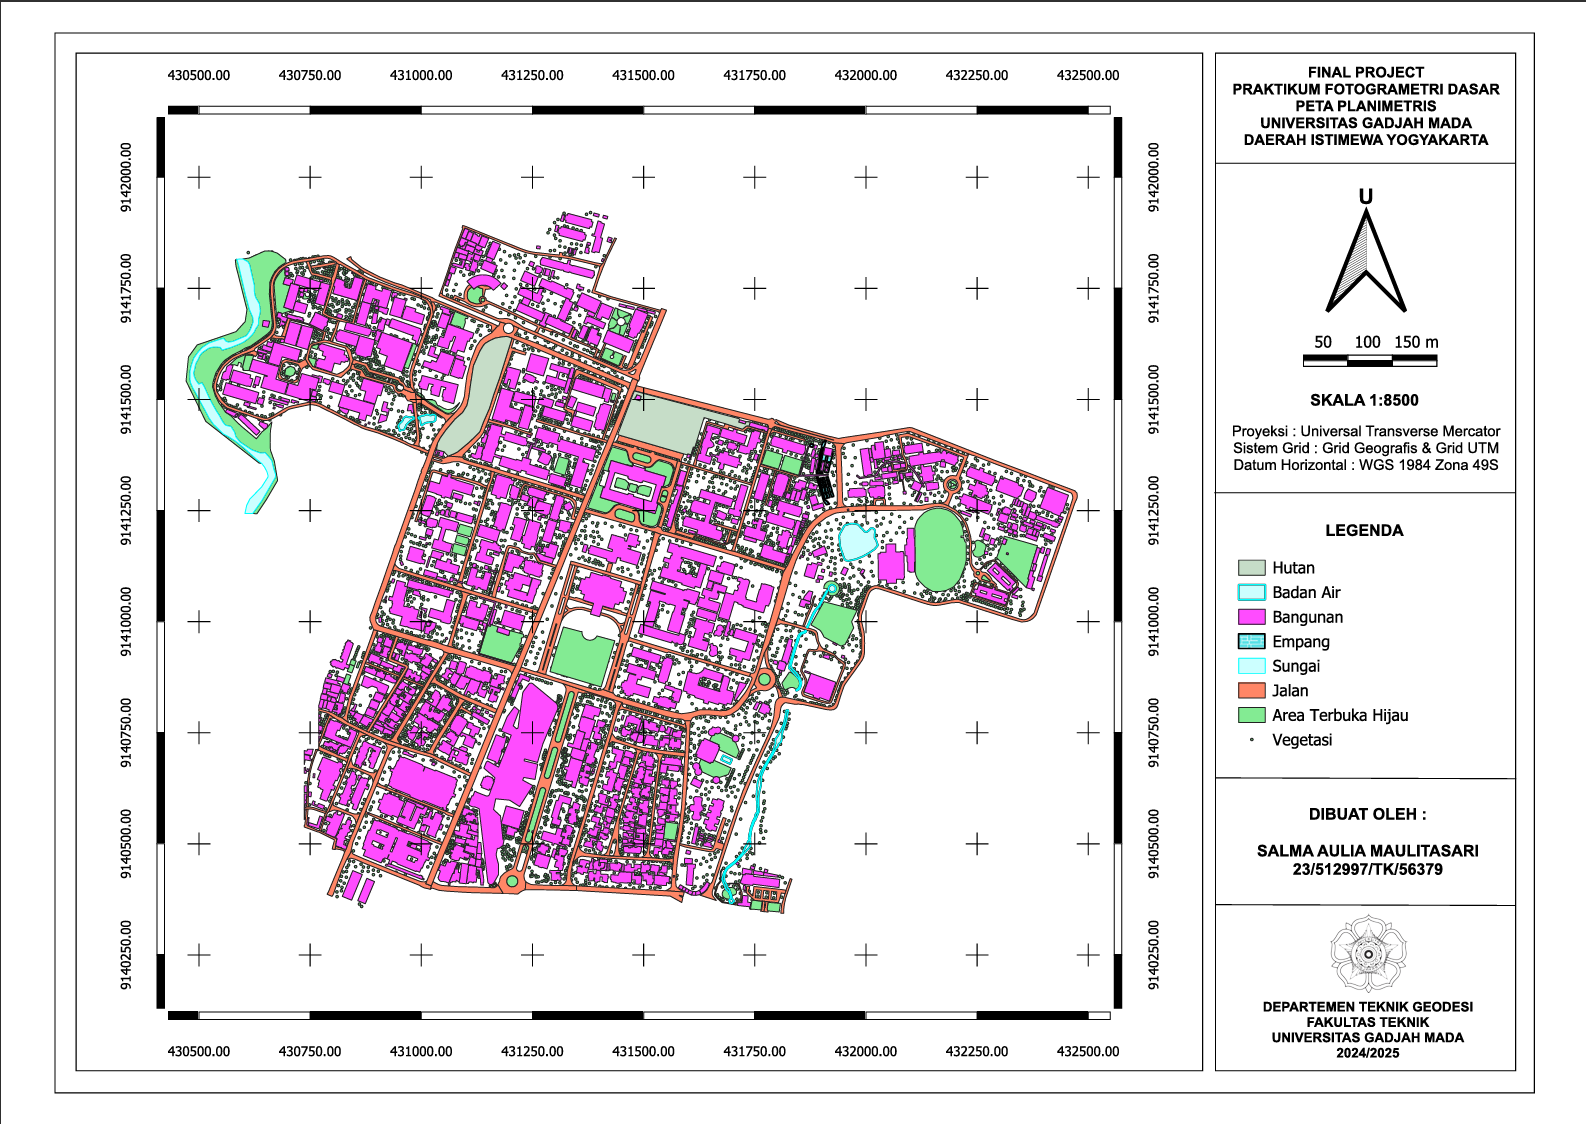 430500.00 430750.00 431000.00 431250.00 431500.00 431750.00 432000.00 432250.00 432500.00
9142000.00
9141750.00
9141500.00
9141250.00
9141000.00
9140750.00
9140500.00
9140250.00
9142000.00
9141750.00
9141500.00
9141250.00
9141000.00
9140750.00
9140500.00
9140250.00
430500.00 430750.00 431000.00 431250.00 431500.00 431750.00 432000.00 432250.00 432500.00
FINAL PROJECT
PRAKTIKUM FOTOGRAMETRI DASAR
PETA PLANIMETRIS
UNIVERSITAS GADJAH MADA
DAERAH ISTIMEWA YOGYAKARTA
U
50 100 150 m
SKALA 1:8500
Proyeksi : Universal Transverse Mercator
Sistem Grid : Grid Geografis & Grid UTM
Datum Horizontal : WGS 1984 Zona 49S
LEGENDA
Hutan
Badan Air
Bangunan
Empang
Sungai
Jalan
Area Terbuka Hijau
Vegetasi
DIBUAT OLEH :
SALMA AULIA MAULITASARI
23/512997/TK/56379
DEPARTEMEN TEKNIK GEODESI
FAKULTAS TEKNIK
UNIVERSITAS GADJAH MADA
2024/2025